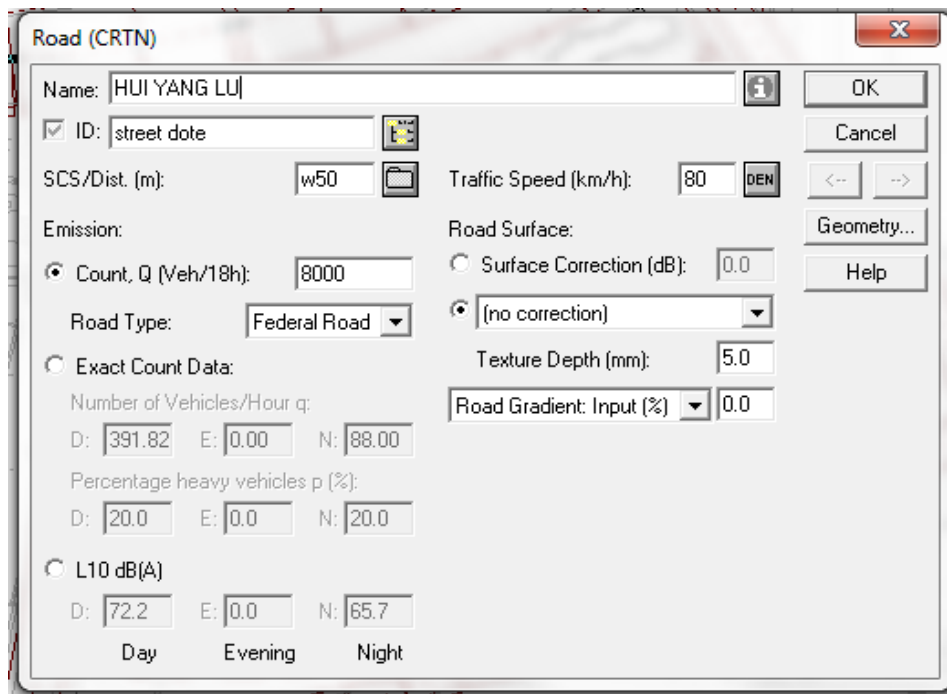 Road (CRTN)
Name: HUI YANG LU
OK
ID: street dote
Cancel
SCS/Dist. (m): w50
Traffic Speed (km/h): 80 DEN
<-- -->
Emission:
Road Surface:
Geometry...
Count, Q (Veh/18h): 8000
Surface Correction (dB): 0.0
Help
Road Type: Federal Road
(no correction)
Exact Count Data:
Texture Depth (mm): 5.0
Number of Vehicles/Hour q:
Road Gradient: Input (%) 0.0
D: 391.82 E: 0.00 N: 88.00
Percentage heavy vehicles p (%):
D: 20.0 E: 0.0 N: 20.0
L10 dB(A)
D: 72.2 E: 0.0 N: 65.7
Day Evening Night